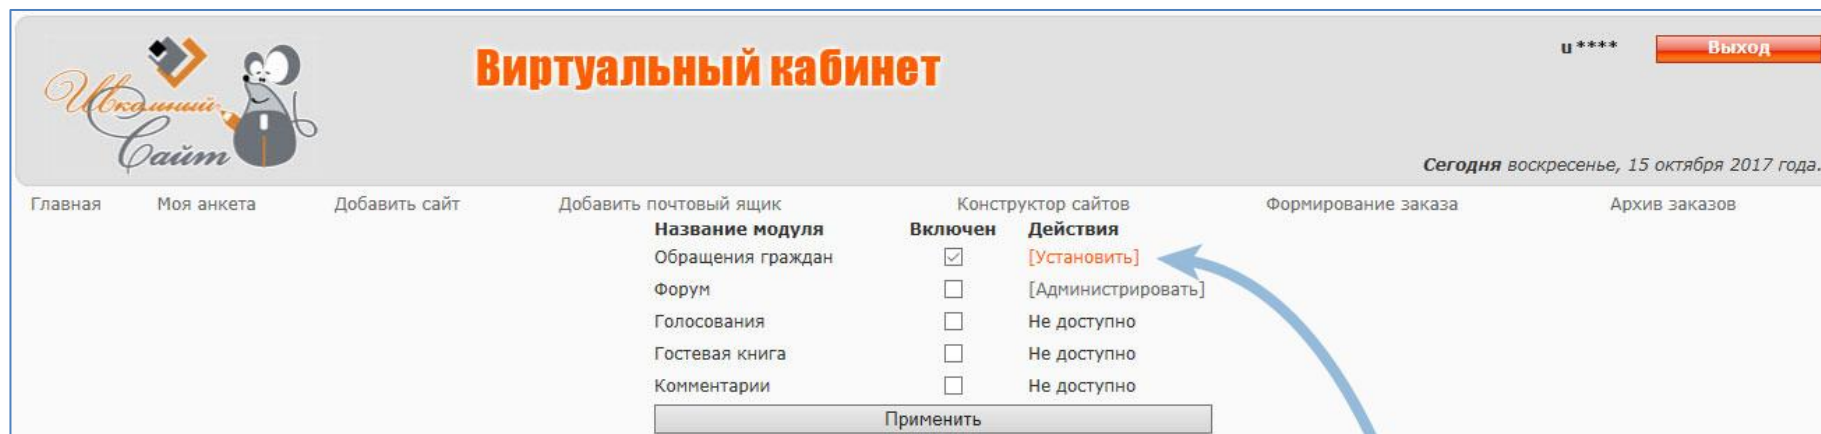 Школьный
Сайт
Виртуальный кабинет
u**** Выход
Сегодня воскресенье, 15 октября 2017 года.
Главная Моя анкета Добавить сайт Добавить почтовый ящик Конструктор сайтов Формирование заказа Архив заказов
Название модуля Включен Действия
Обращения граждан [Установить]
Форум [Администрировать]
Голосования Не доступно
Гостевая книга Не доступно
Комментарии Не доступно
Применить